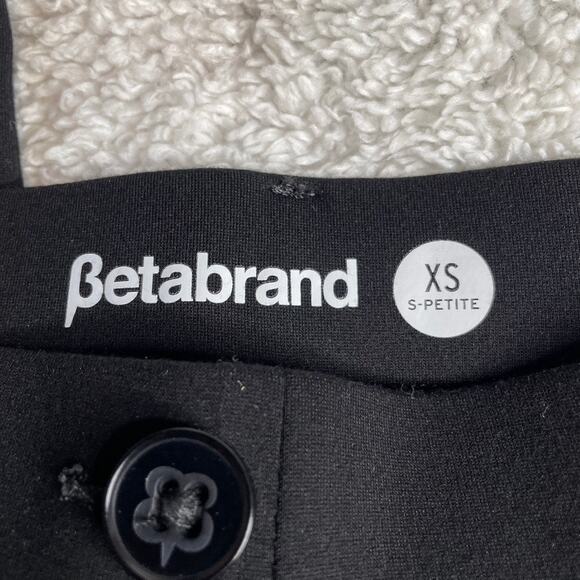 βetabrand
XS
S-PETITE